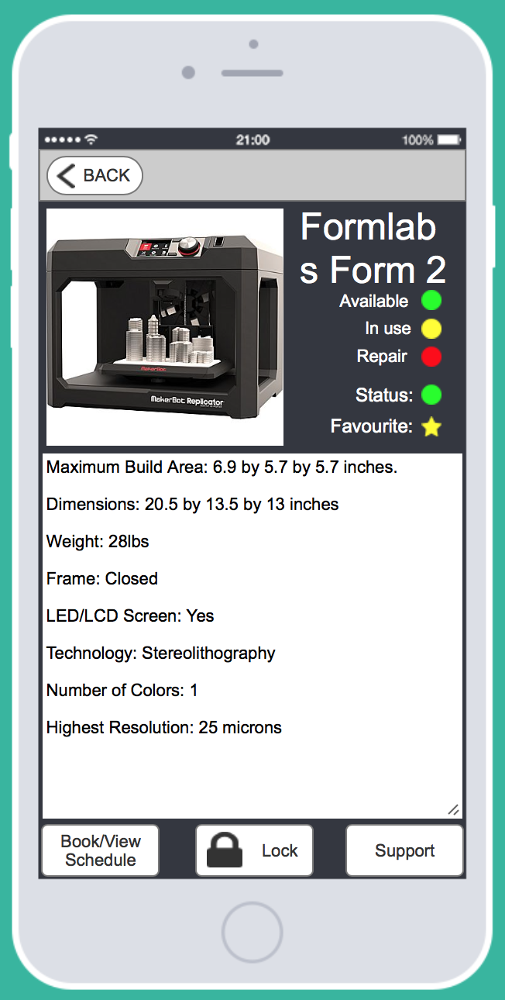 21:00
100%
BACK
Formlab
s Form 2
Available
In use
Repair
Status:
Favourite:
MakerBot
MakerBot Replicator
Maximum Build Area: 6.9 by 5.7 by 5.7 inches.
Dimensions: 20.5 by 13.5 by 13 inches
Weight: 28lbs
Frame: Closed
LED/LCD Screen: Yes
Technology: Stereolithography
Number of Colors: 1
Highest Resolution: 25 microns
Book/View
Schedule
Lock
Support